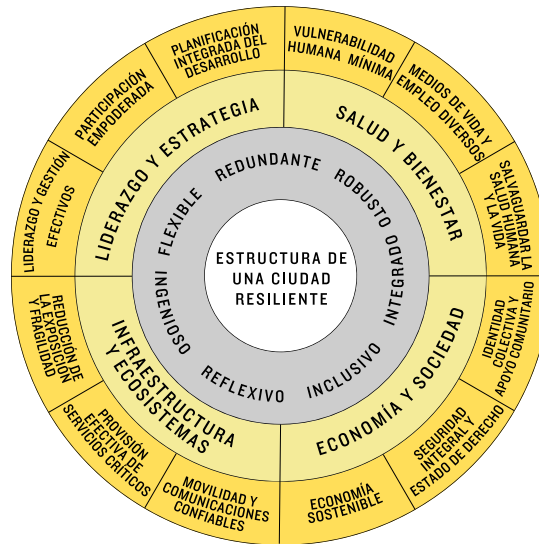 ESTRUCTURA DE
UNA CIUDAD
RESILIENTE
REDUNDANTE
ROBUSTO
INTEGRADO
INCLUSIVO
REFLEXIVO
INGENIOSO
FLEXIBLE
SALUD Y BIENESTAR
ECONOMÍA Y SOCIEDAD
INFRAESTRUCTURA
Y ECOSISTEMAS
LIDERAZGO Y ESTRATEGIA
VULNERABILIDAD
HUMANA MÍNIMA
MEDIOS DE VIDA Y
EMPLEO DIVERSOS
SALVAGUARDAR LA
SALUD HUMANA
Y LA VIDA
IDENTIDAD
COLECTIVA Y
APOYO COMUNITARIO
SEGURIDAD
INTEGRAL Y
ESTADO DE DERECHO
ECONOMÍA
SOSTENIBLE
MOVILIDAD Y
COMUNICACIONES
CONFIABLES
PROVISIÓN
EFECTIVA DE
SERVICIOS CRÍTICOS
REDUCCIÓN DE
LA EXPOSICIÓN
Y FRAGILIDAD
LIDERAZGO Y GESTIÓN
EFECTIVOS
PARTICIPACIÓN
EMPODERADA
PLANIFICACIÓN
INTEGRADA DEL
DESARROLLO